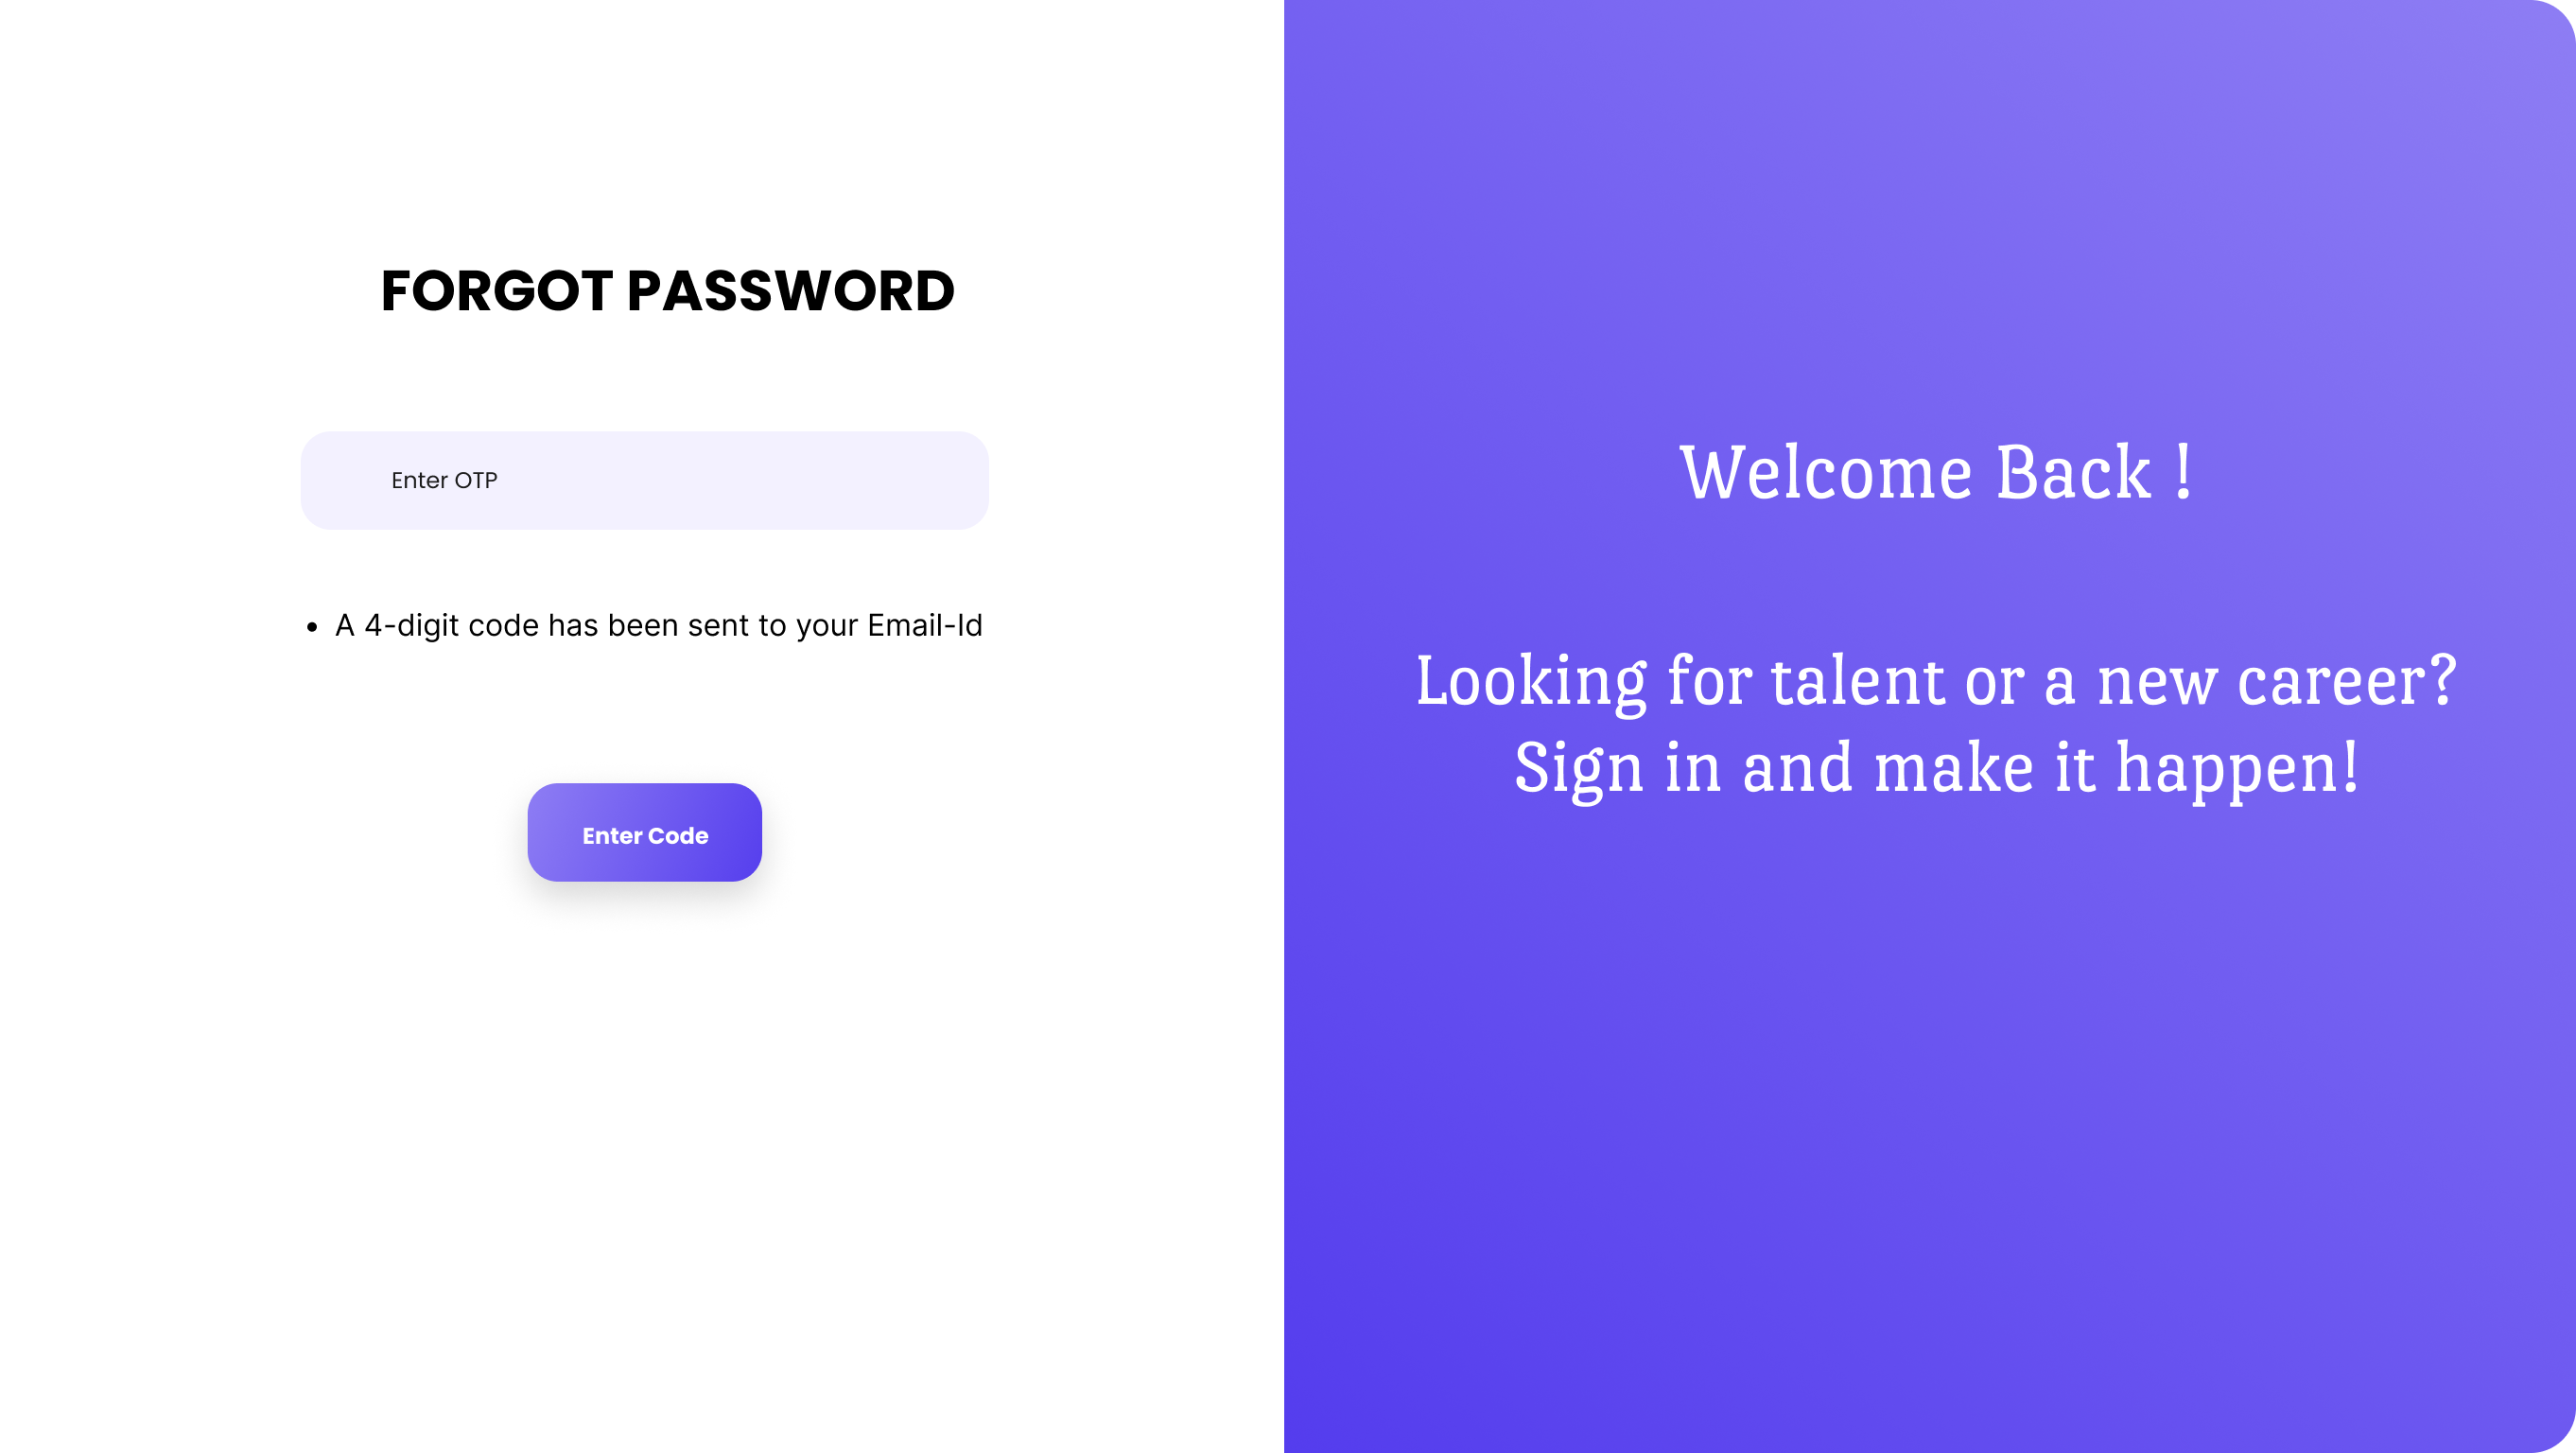 FORGOT PASSWORD
Enter OTP
• A 4-digit code has been sent to your Email-Id
Enter Code
Welcome Back !
Looking for talent or a new career?
Sign in and make it happen!